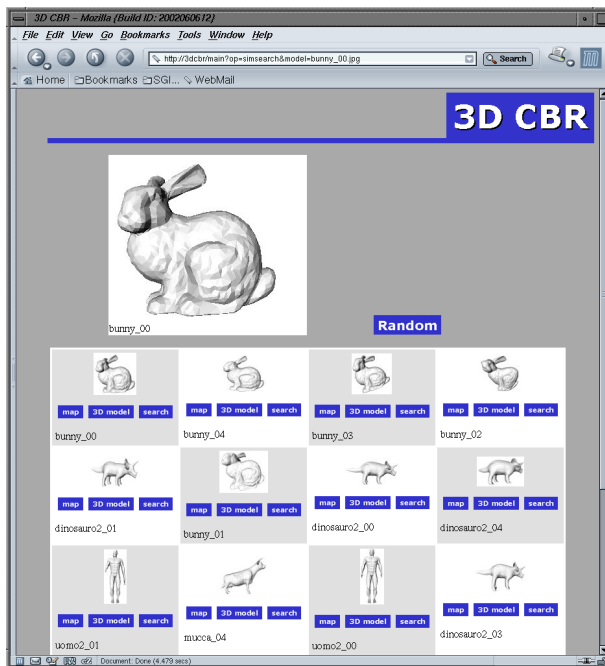 3D CBR - Mozilla {Build ID: 2002060612}
File Edit View Go Bookmarks Tools Window Help
http://3dcbr/main?op=simsearch&model=bunny_00.jpg Search
Home Bookmarks SGI... WebMail
3D CBR
bunny_00
Random
map 3D model search map 3D model search map 3D model search map 3D model search
bunny_00 bunny_04 bunny_03 bunny_02
map 3D model search map 3D model search map 3D model search map 3D model search
dinosauro2_01 bunny_01 dinosauro2_00 dinosauro2_04
map 3D model search map 3D model search map 3D model search map 3D model search
uomo2_01 mucca_04 uomo2_00 dinosauro2_03
Document: Done (4.479 secs)